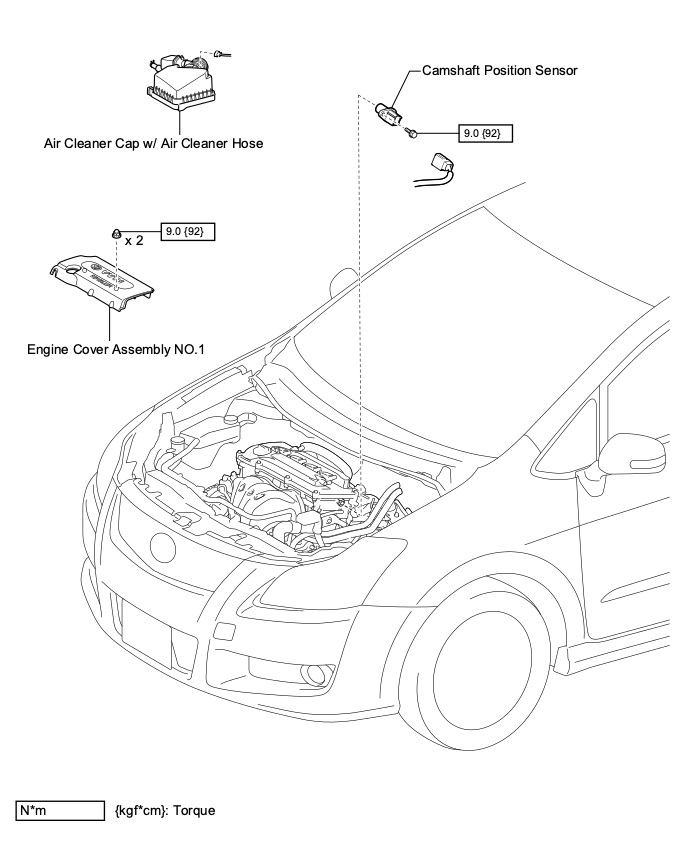 Camshaft Position Sensor
9.0 {92}
Air Cleaner Cap w/ Air Cleaner Hose
9.0 {92}
x 2
Engine Cover Assembly NO.1
N*m {kgf*cm}: Torque